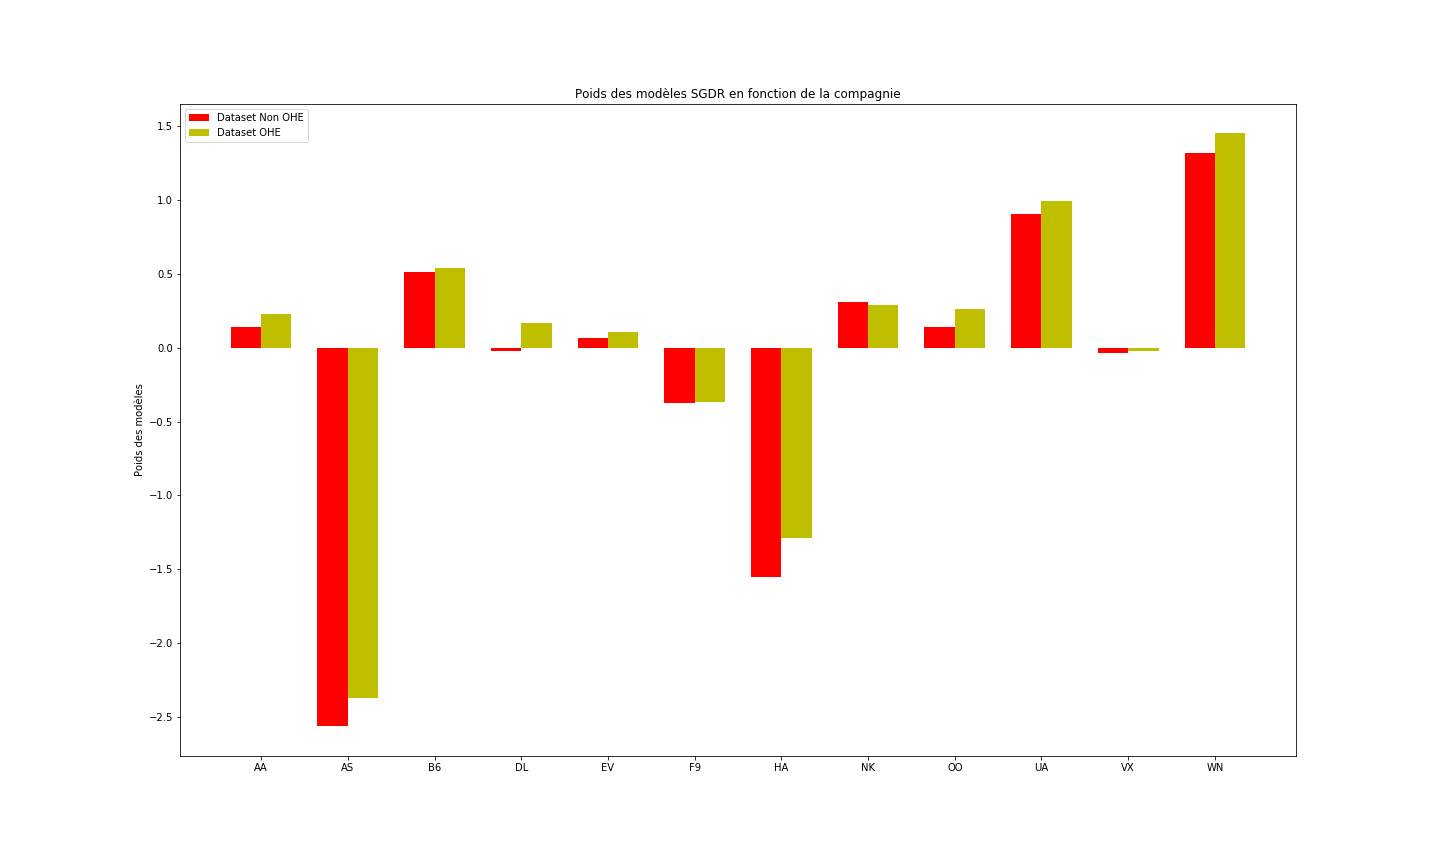 Poids des modèles SGDR en fonction de la compagnie
Dataset Non OHE
Dataset OHE
1.5
1.0
0.5
0.0
−0.5
−1.0
−1.5
−2.0
−2.5
Poids des modèles
AA AS B6 DL EV F9 HA NK OO UA VX WN